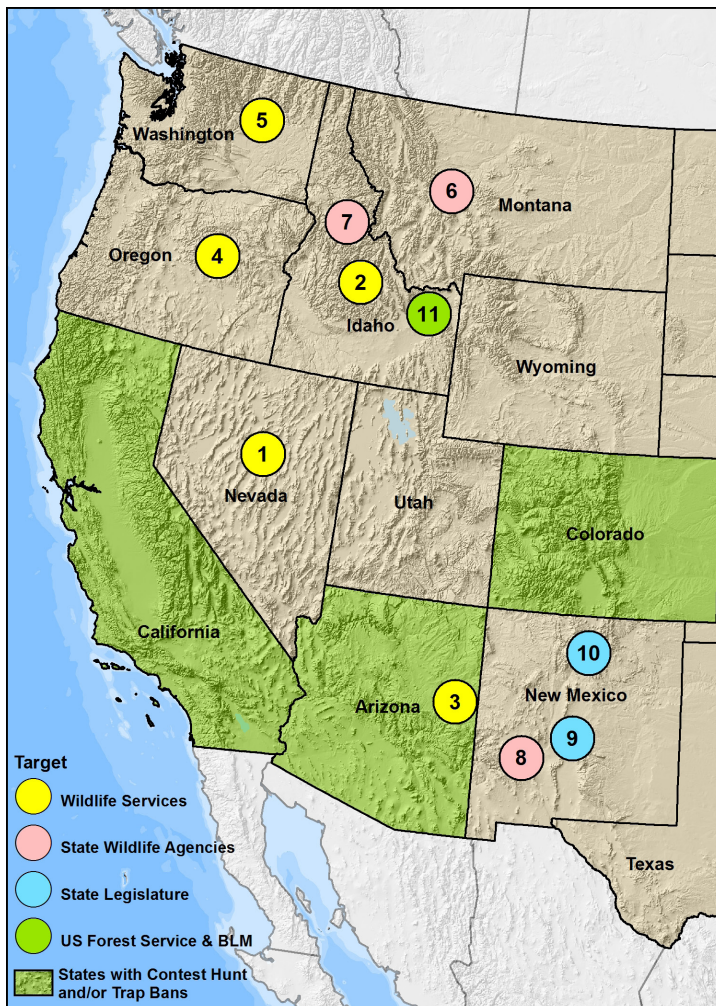 5
Washington
6
Montana
7
4
Oregon
2
11
Idaho
Wyoming
1
Nevada
Utah
Colorado
California
10
3
Arizona
New Mexico
9
8
Target
Wildlife Services
State Wildlife Agencies
Texas
State Legislature
US Forest Service & BLM
States with Contest Hunt
and/or Trap Bans